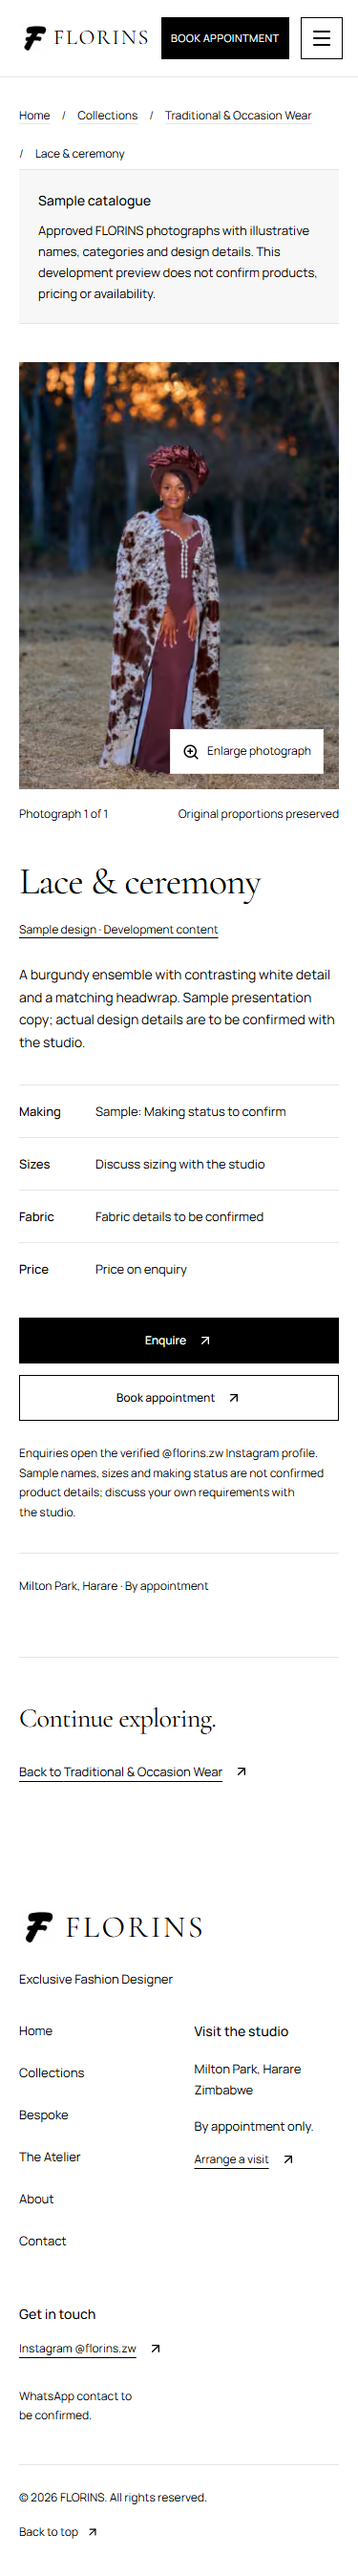 FLORINS
BOOK APPOINTMENT
Home / Collections / Traditional & Occasion Wear
/ Lace & ceremony
Sample catalogue
Approved FLORINS photographs with illustrative
names, categories and design details. This
development preview does not confirm products,
pricing or availability.
Enlarge photograph
Photograph 1 of 1
Original proportions preserved
Lace & ceremony
Sample design · Development content
A burgundy ensemble with contrasting white detail
and a matching headwrap. Sample presentation
copy; actual design details are to be confirmed with
the studio.
Making Sample: Making status to confirm
Sizes Discuss sizing with the studio
Fabric Fabric details to be confirmed
Price Price on enquiry
Enquire
Book appointment
Enquiries open the verified @florins.zw Instagram profile.
Sample names, sizes and making status are not confirmed
product details; discuss your own requirements with
the studio.
Milton Park, Harare · By appointment
Continue exploring.
Back to Traditional & Occasion Wear
FLORINS
Exclusive Fashion Designer
Home
Collections
Bespoke
The Atelier
About
Contact
Visit the studio
Milton Park, Harare
Zimbabwe
By appointment only.
Arrange a visit
Get in touch
Instagram @florins.zw
WhatsApp contact to
be confirmed.
© 2026 FLORINS. All rights reserved.
Back to top